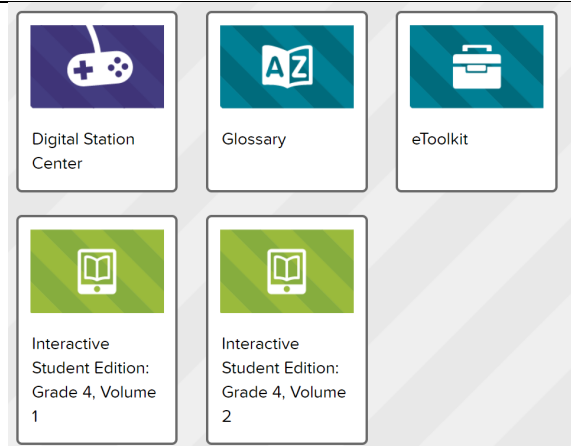 Digital Station
Center
AZ
Glossary
eToolkit
Interactive
Student Edition:
Grade 4, Volume
1
Interactive
Student Edition:
Grade 4, Volume
2